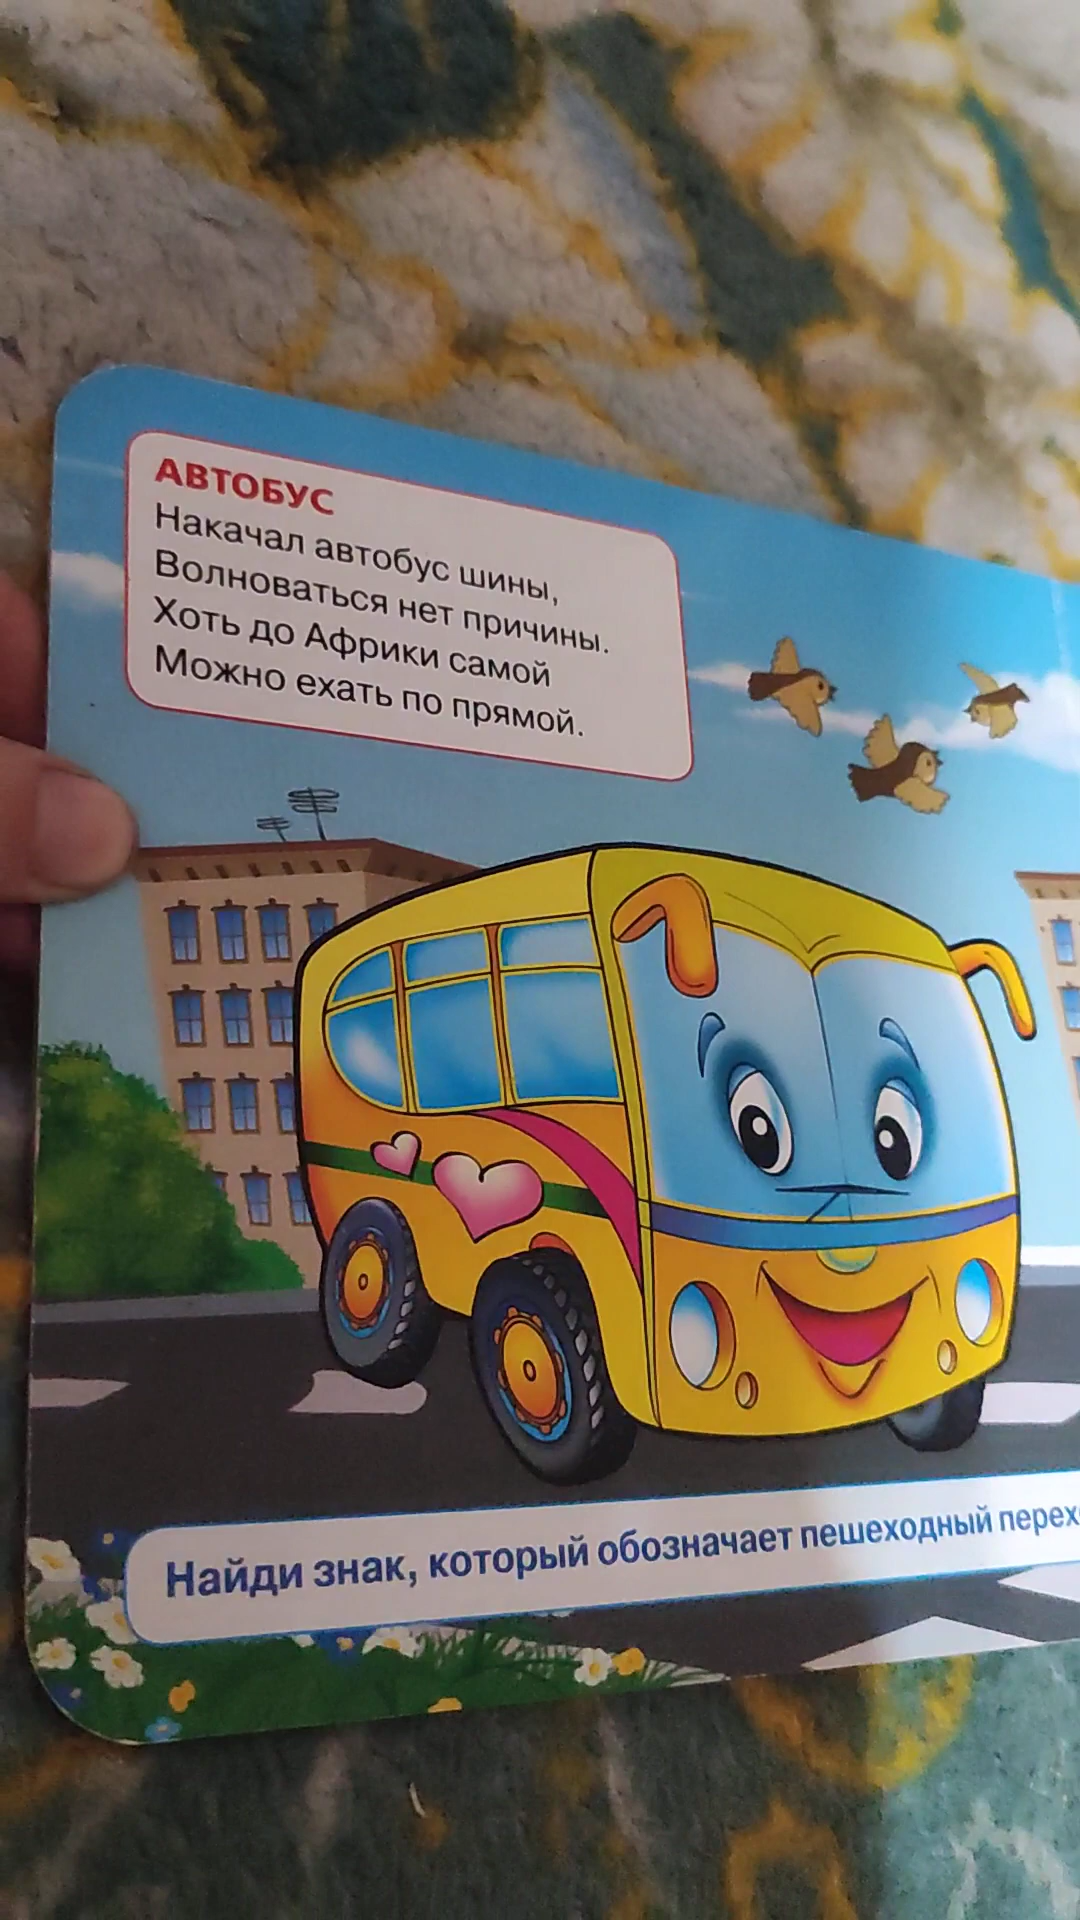 АВТОБУС
Накачал автобус шины,
Волноваться нет причины.
Хоть до Африки самой
Можно ехать по прямой.
Найди знак, который обозначает пешеходный перех